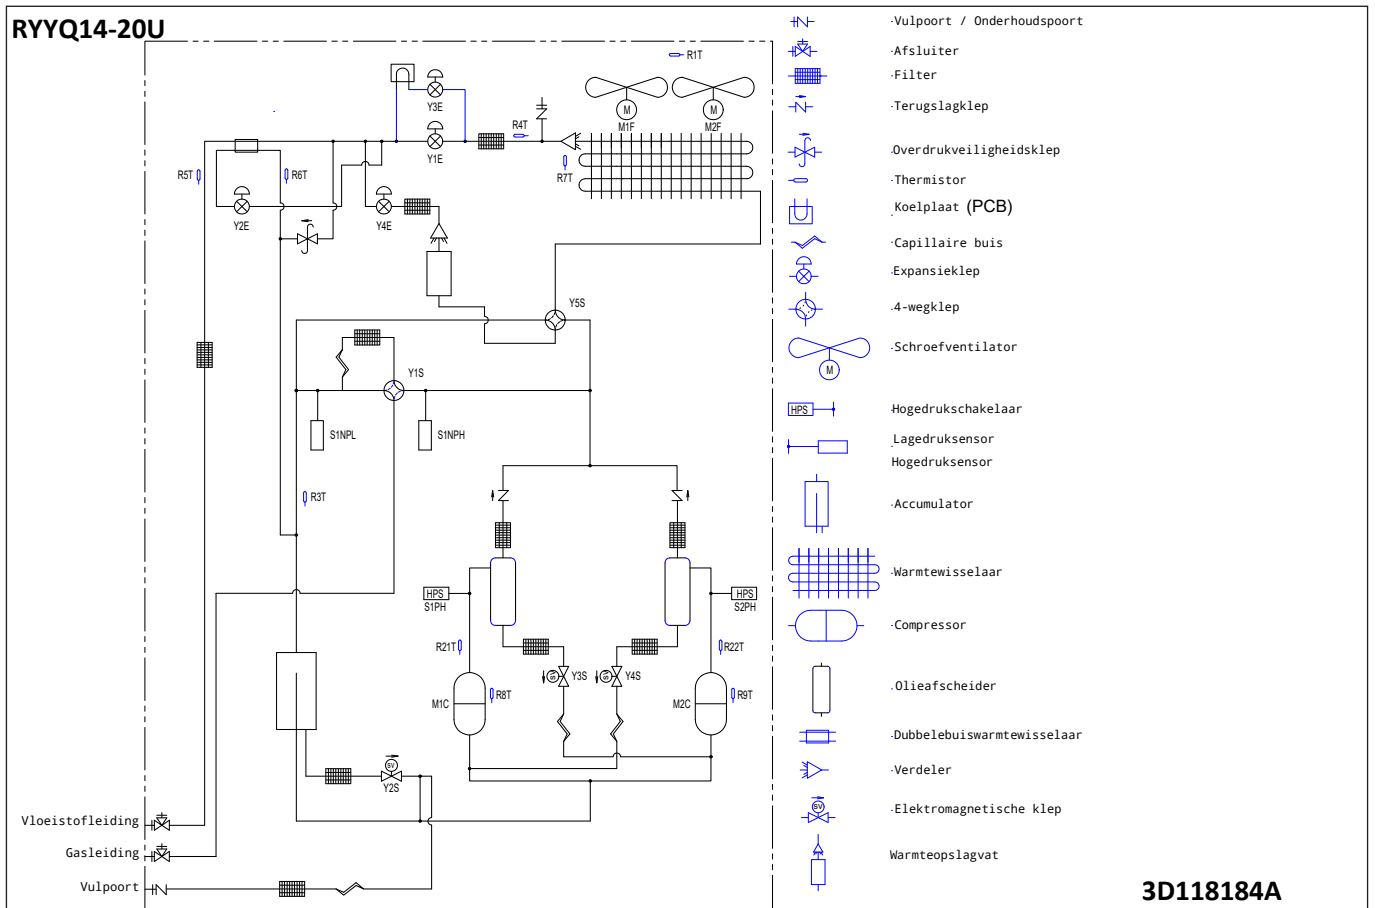 RYYQ14-20U
R1T
M
M
M1F
M2F
Y3E
Y1E
R4T
R7T
R5T
R6T
Y2E
Y4E
Y5S
Y1S
S1NPL
S1NPH
R3T
HPS
S1PH
HPS
S2PH
R21T
R22T
SV
Y3S
SV
Y4S
M1C
R8T
M2C
R9T
SV
Y2S
Vloeistofleiding
Gasleiding
Vulpoort
Vulpoort / Onderhoudspoort
Afsluiter
Filter
Terugslagklep
Overdrukveiligheidsklep
Thermistor
Koelplaat (PCB)
Capillaire buis
Expansieklep
4-wegklep
Schroefventilator
M
HPS
Hogedrukschakelaar
Lagedruksensor
Hogedruksensor
Accumulator
Warmtewisselaar
Compressor
Olieafscheider
Dubbelebuiswarmtewisselaar
Verdeler
SV
Elektromagnetische klep
Warmteopslagvat
3D118184A